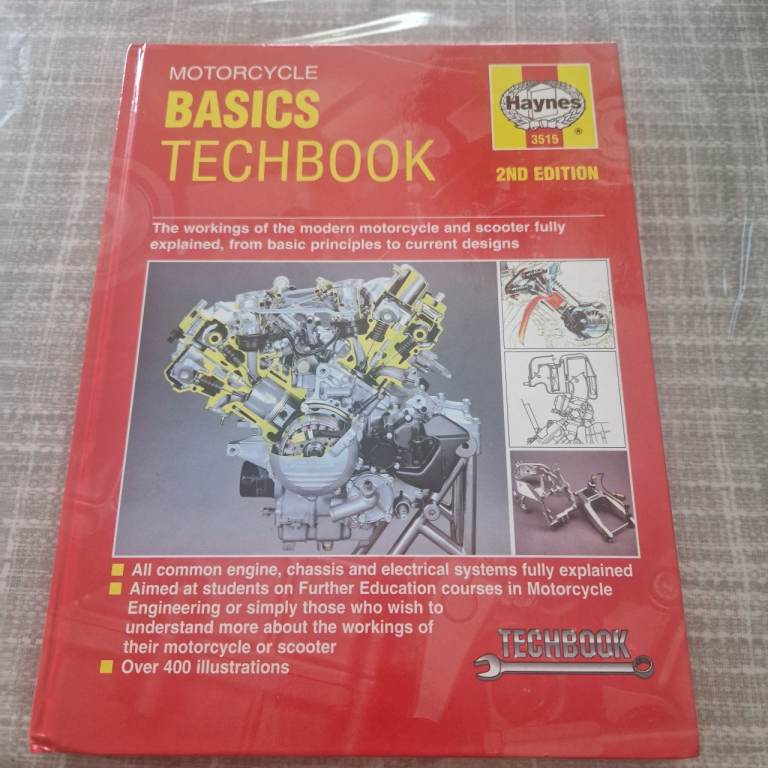 MOTORCYCLE
BASICS
TECHBOOK
Haynes
®
3515
2ND EDITION
The workings of the modern motorcycle and scooter fully
explained, from basic principles to current designs
All common engine, chassis and electrical systems fully explained
Aimed at students on Further Education courses in Motorcycle
Engineering or simply those who wish to
understand more about the workings of
their motorcycle or scooter
Over 400 illustrations
TECHBOOK